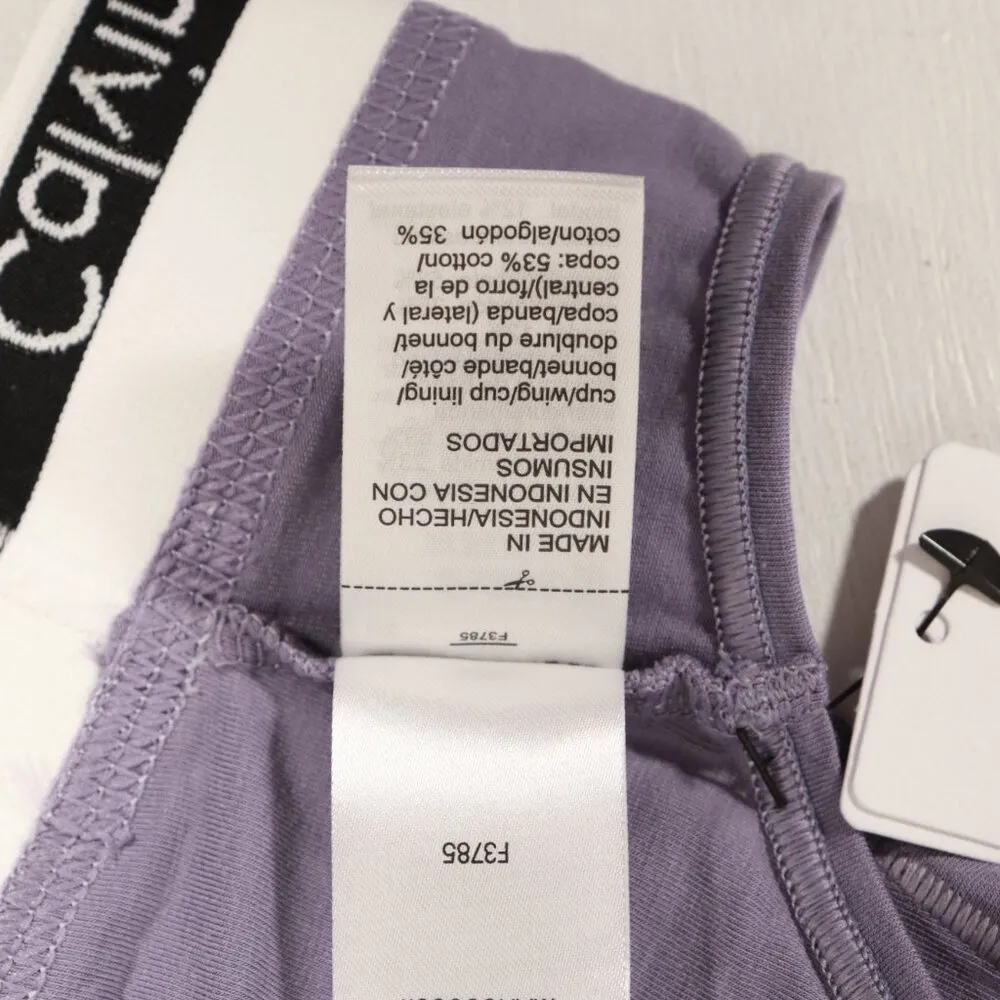 Calvin
F3785
F3785
MADE IN
INDONESIA/HECHO
EN INDONESIA CON
INSUMOS
IMPORTADOS
cup/wing/cup lining/
bonnet/bande côté/
doublure du bonnet/
copa/banda (lateral y
central)/forro de la
copa: 53% cotton/
coton/algodón 35%